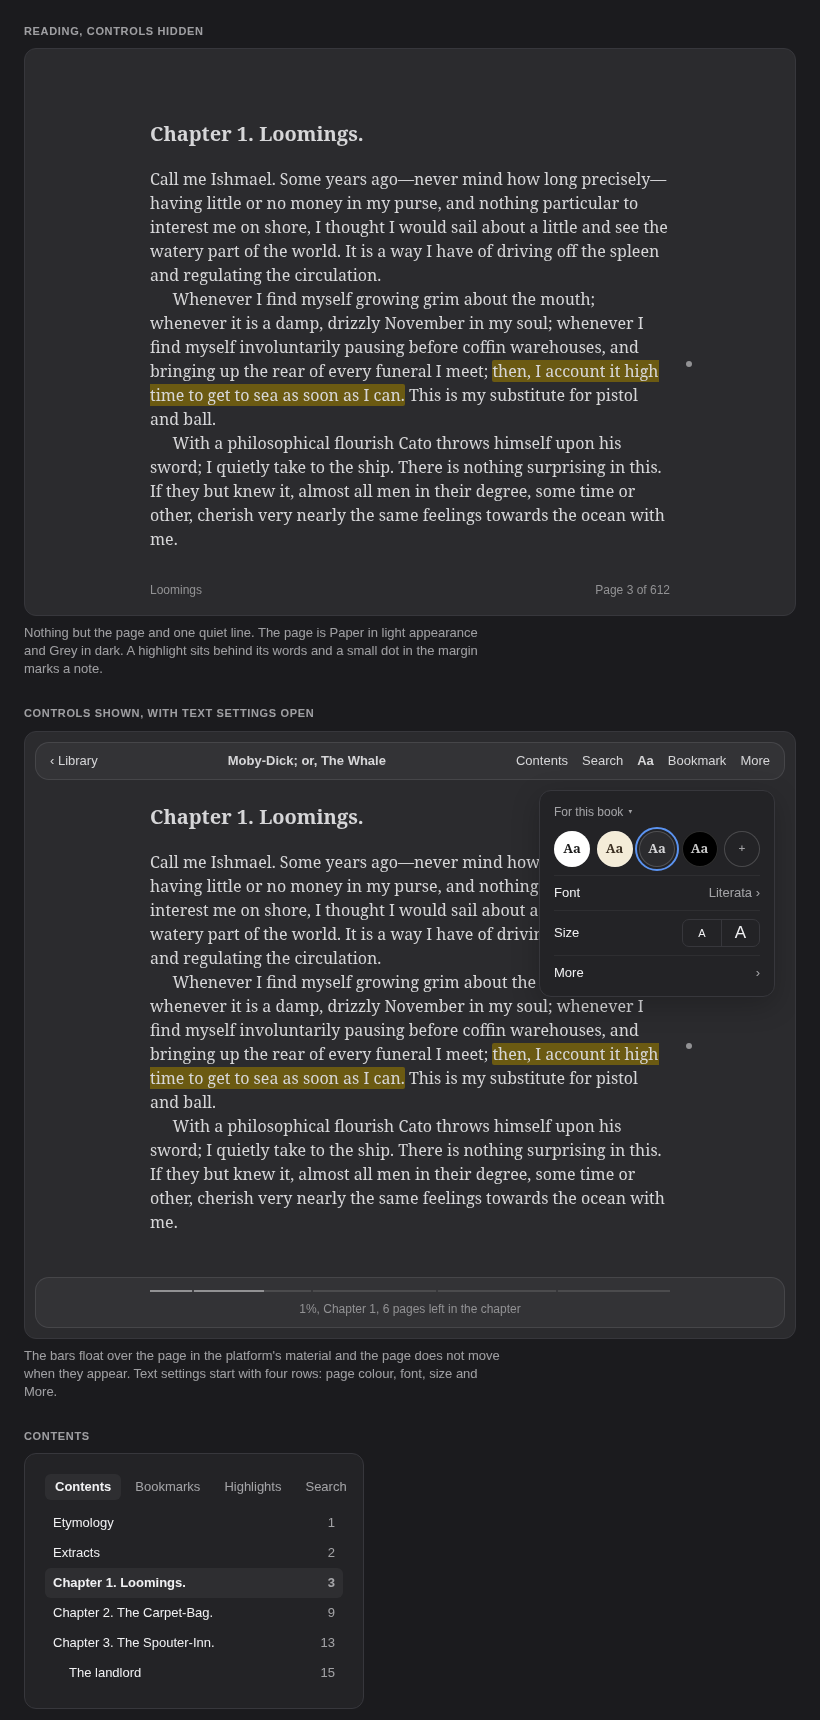 READING, CONTROLS HIDDEN
Chapter 1. Loomings.
Call me Ishmael. Some years ago—never mind how long precisely—
having little or no money in my purse, and nothing particular to
interest me on shore, I thought I would sail about a little and see the
watery part of the world. It is a way I have of driving off the spleen
and regulating the circulation.
Whenever I find myself growing grim about the mouth;
whenever it is a damp, drizzly November in my soul; whenever I
find myself involuntarily pausing before coffin warehouses, and
bringing up the rear of every funeral I meet; then, I account it high
time to get to sea as soon as I can. This is my substitute for pistol
and ball.
With a philosophical flourish Cato throws himself upon his
sword; I quietly take to the ship. There is nothing surprising in this.
If they but knew it, almost all men in their degree, some time or
other, cherish very nearly the same feelings towards the ocean with
me.
Loomings Page 3 of 612
Nothing but the page and one quiet line. The page is Paper in light appearance
and Grey in dark. A highlight sits behind its words and a small dot in the margin
marks a note.
CONTROLS SHOWN, WITH TEXT SETTINGS OPEN
‹ Library Moby-Dick; or, The Whale Contents Search Aa Bookmark More
For this book ▾
Aa Aa Aa Aa +
Font Literata ›
Size A A
More ›
Chapter 1. Loomings.
Call me Ishmael. Some years ago—never mind how
having little or no money in my purse, and nothing
interest me on shore, I thought I would sail about a
watery part of the world. It is a way I have of drivin
and regulating the circulation.
Whenever I find myself growing grim about the
whenever it is a damp, drizzly November in my soul; whenever I
find myself involuntarily pausing before coffin warehouses, and
bringing up the rear of every funeral I meet; then, I account it high
time to get to sea as soon as I can. This is my substitute for pistol
and ball.
With a philosophical flourish Cato throws himself upon his
sword; I quietly take to the ship. There is nothing surprising in this.
If they but knew it, almost all men in their degree, some time or
other, cherish very nearly the same feelings towards the ocean with
me.
1%, Chapter 1, 6 pages left in the chapter
The bars float over the page in the platform's material and the page does not move
when they appear. Text settings start with four rows: page colour, font, size and
More.
CONTENTS
Contents Bookmarks Highlights Search
Etymology 1
Extracts 2
Chapter 1. Loomings. 3
Chapter 2. The Carpet-Bag. 9
Chapter 3. The Spouter-Inn. 13
The landlord 15